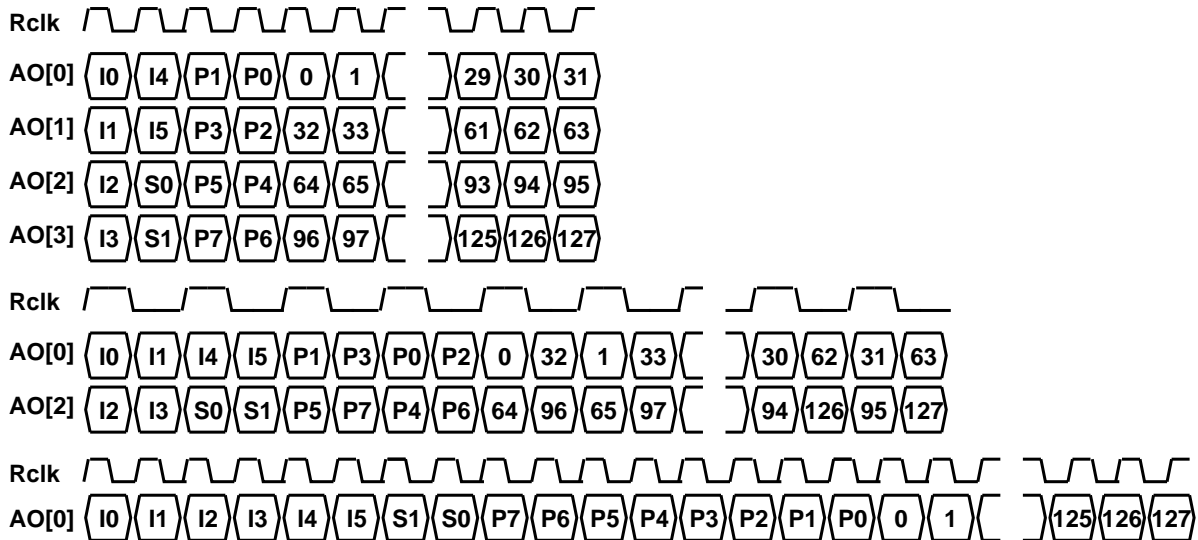 Rclk
AO[0] I0 I4 P1 P0 0 1 29 30 31
AO[1] I1 I5 P3 P2 32 33 61 62 63
AO[2] I2 S0 P5 P4 64 65 93 94 95
AO[3] I3 S1 P7 P6 96 97 125 126 127
Rclk
AO[0] I0 I1 I4 I5 P1 P3 P0 P2 0 32 1 33 30 62 31 63
AO[2] I2 I3 S0 S1 P5 P7 P4 P6 64 96 65 97 94 126 95 127
Rclk
AO[0] I0 I1 I2 I3 I4 I5 S1 S0 P7 P6 P5 P4 P3 P2 P1 P0 0 1 125 126 127